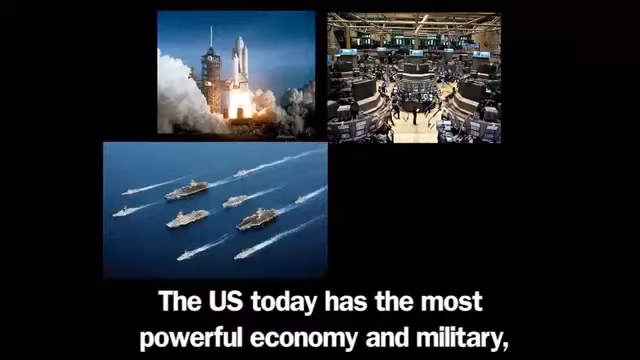 The US today has the most
powerful economy and military,